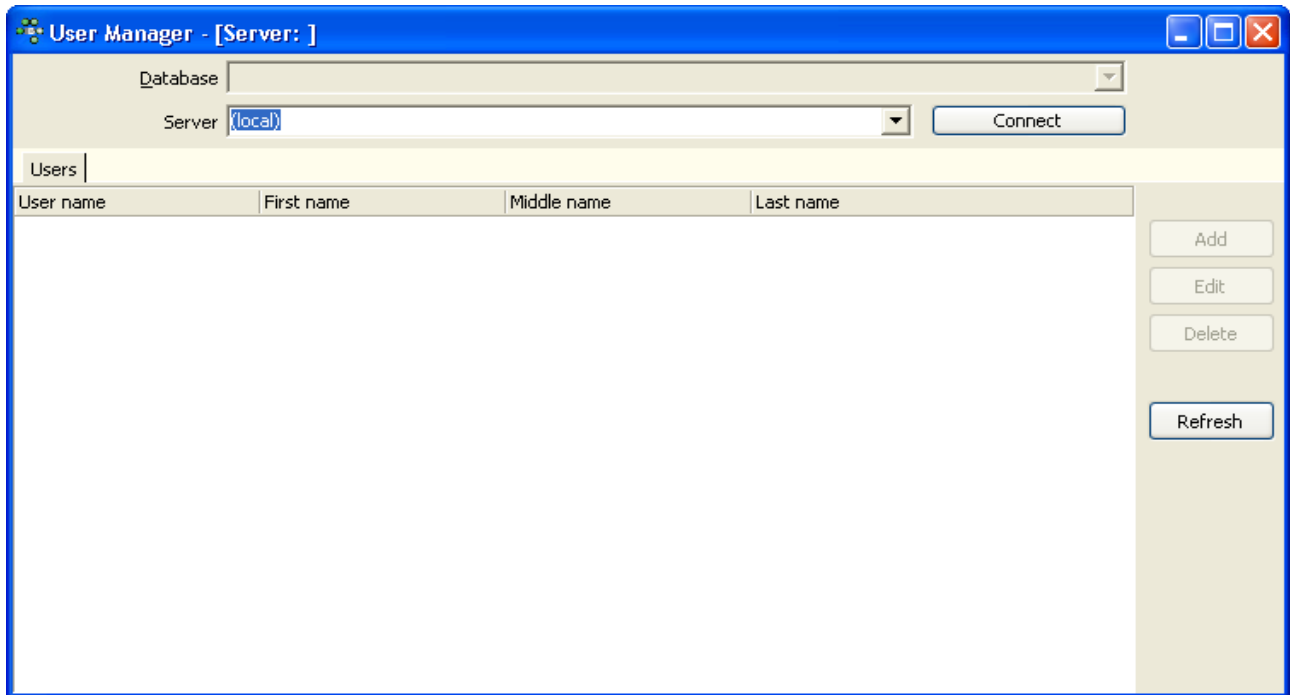 User Manager - [Server: ]
Database
Server (local) Connect
Users
User name First name Middle name Last name
Add
Edit
Delete
Refresh